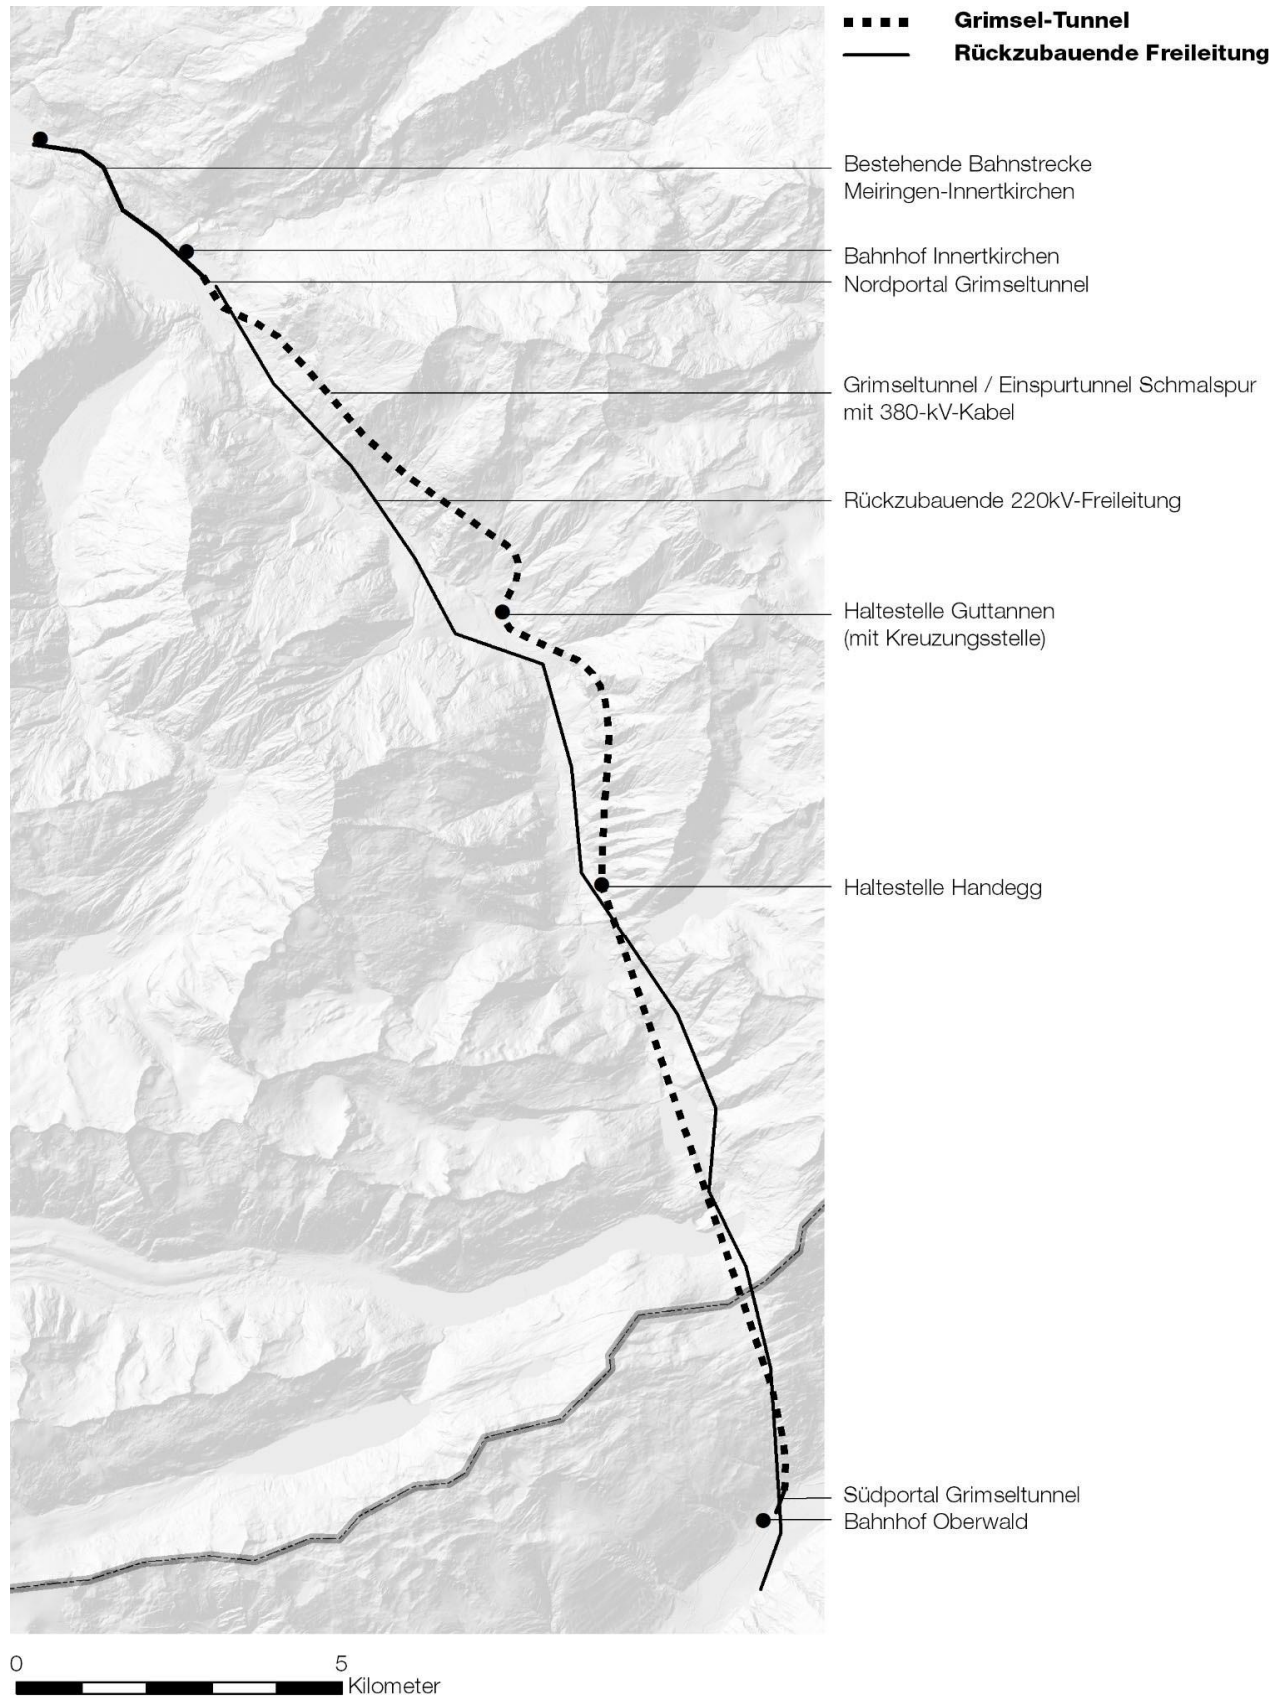 Grimsel-Tunnel
Rückzubauende Freileitung
Bestehende Bahnstrecke
Meiringen-Innertkirchen
Bahnhof Innertkirchen
Nordportal Grimseltunnel
Grimseltunnel / Einspurtunnel Schmalspur
mit 380-kV-Kabel
Rückzubauende 220kV-Freileitung
Haltestelle Guttannen
(mit Kreuzungsstelle)
Haltestelle Handegg
Südportal Grimseltunnel
Bahnhof Oberwald
0 5
Kilometer